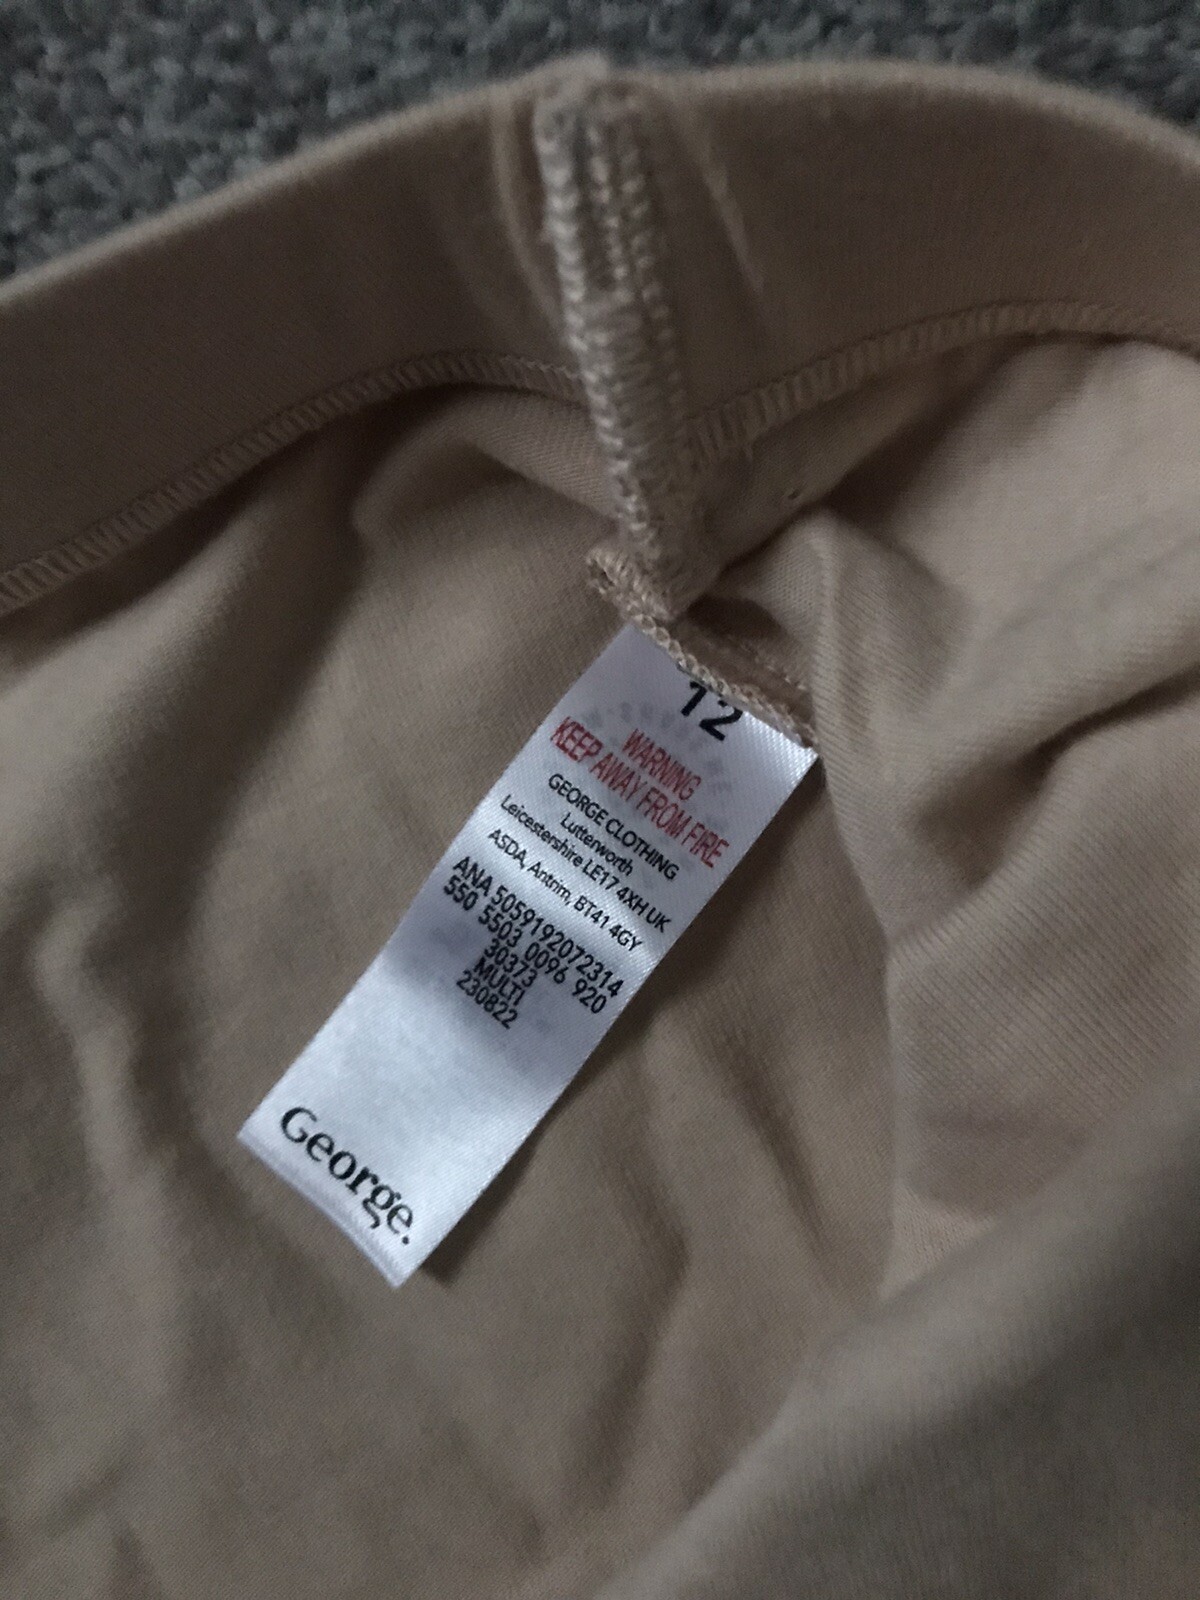 12
WARNING
KEEP AWAY FROM FIRE
GEORGE CLOTHING
Lutterworth
Leicestershire LE17 4XH UK
ASDA, Antrim, BT41 4GY
ANA 5059192072314
550 5503 0096 920
30373
MULTI
230822
George.